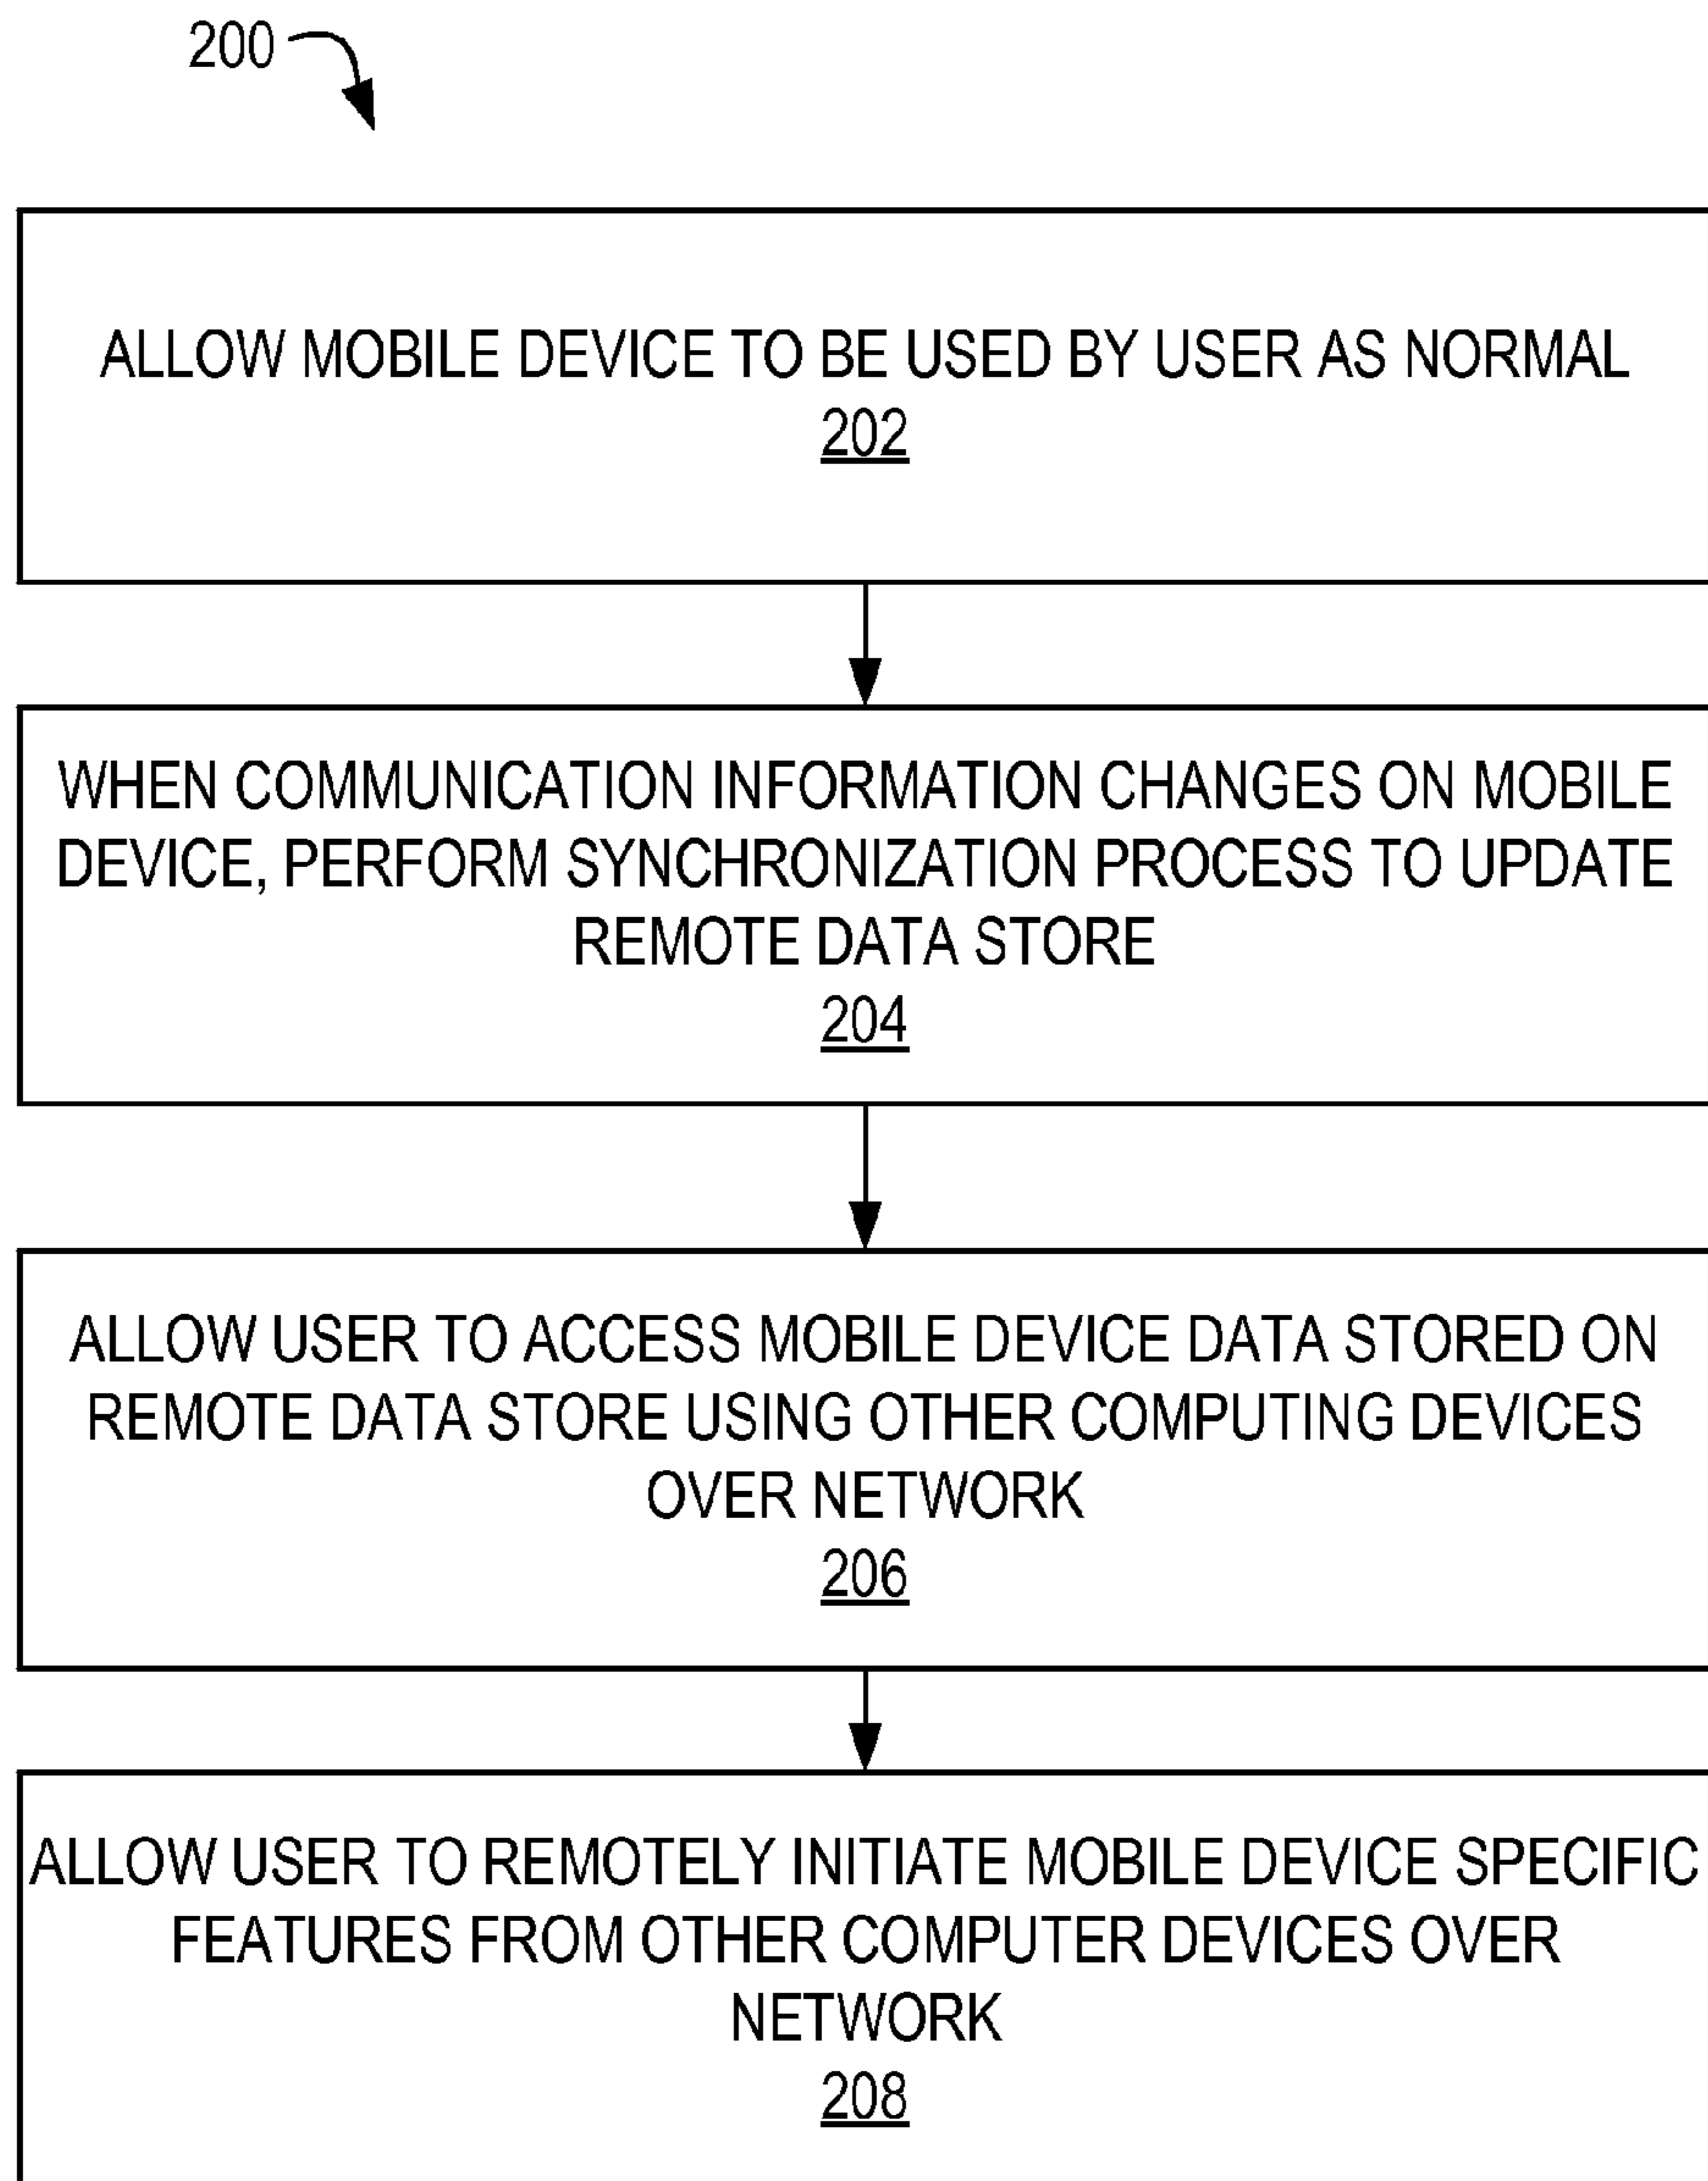 200
ALLOW MOBILE DEVICE TO BE USED BY USER AS NORMAL
202
WHEN COMMUNICATION INFORMATION CHANGES ON MOBILE
DEVICE, PERFORM SYNCHRONIZATION PROCESS TO UPDATE
REMOTE DATA STORE
204
ALLOW USER TO ACCESS MOBILE DEVICE DATA STORED ON
REMOTE DATA STORE USING OTHER COMPUTING DEVICES
OVER NETWORK
206
ALLOW USER TO REMOTELY INITIATE MOBILE DEVICE SPECIFIC
FEATURES FROM OTHER COMPUTER DEVICES OVER
NETWORK
208